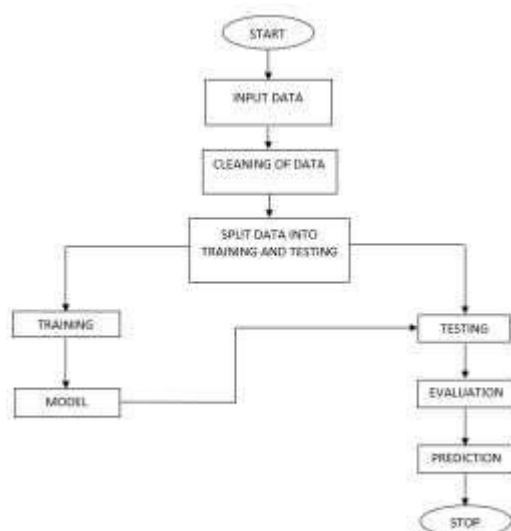 START
INPUT DATA
CLEANING OF DATA
SPLIT DATA INTO
TRAINING AND TESTING
TRAINING
TESTING
MODEL
EVALUATION
PREDICTION
STOP